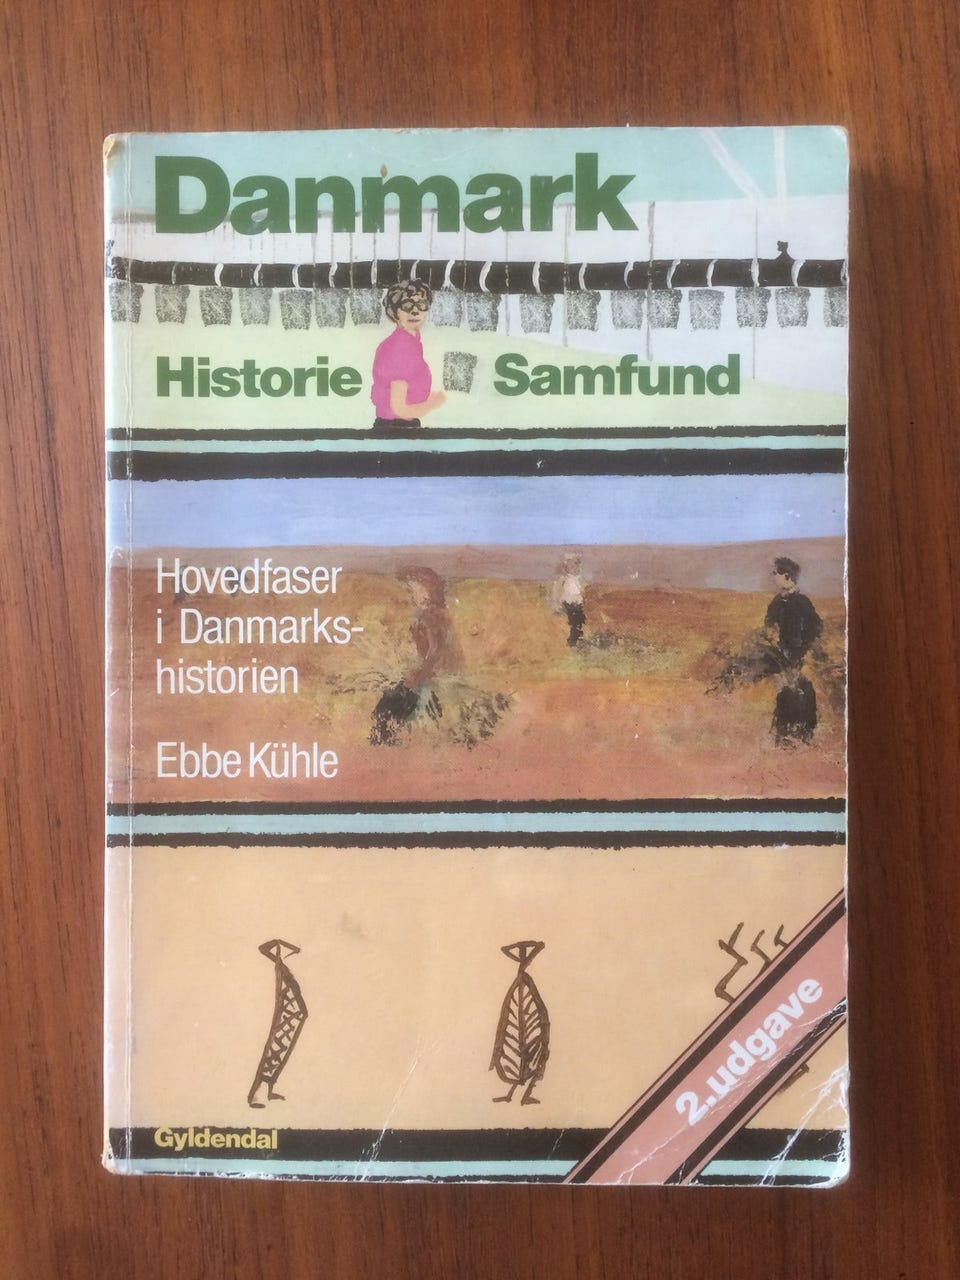 Danmark
Historie Samfund
Hovedfaser
i Danmarks-
historien
Ebbe Kühle
2. udgave
Gyldendal